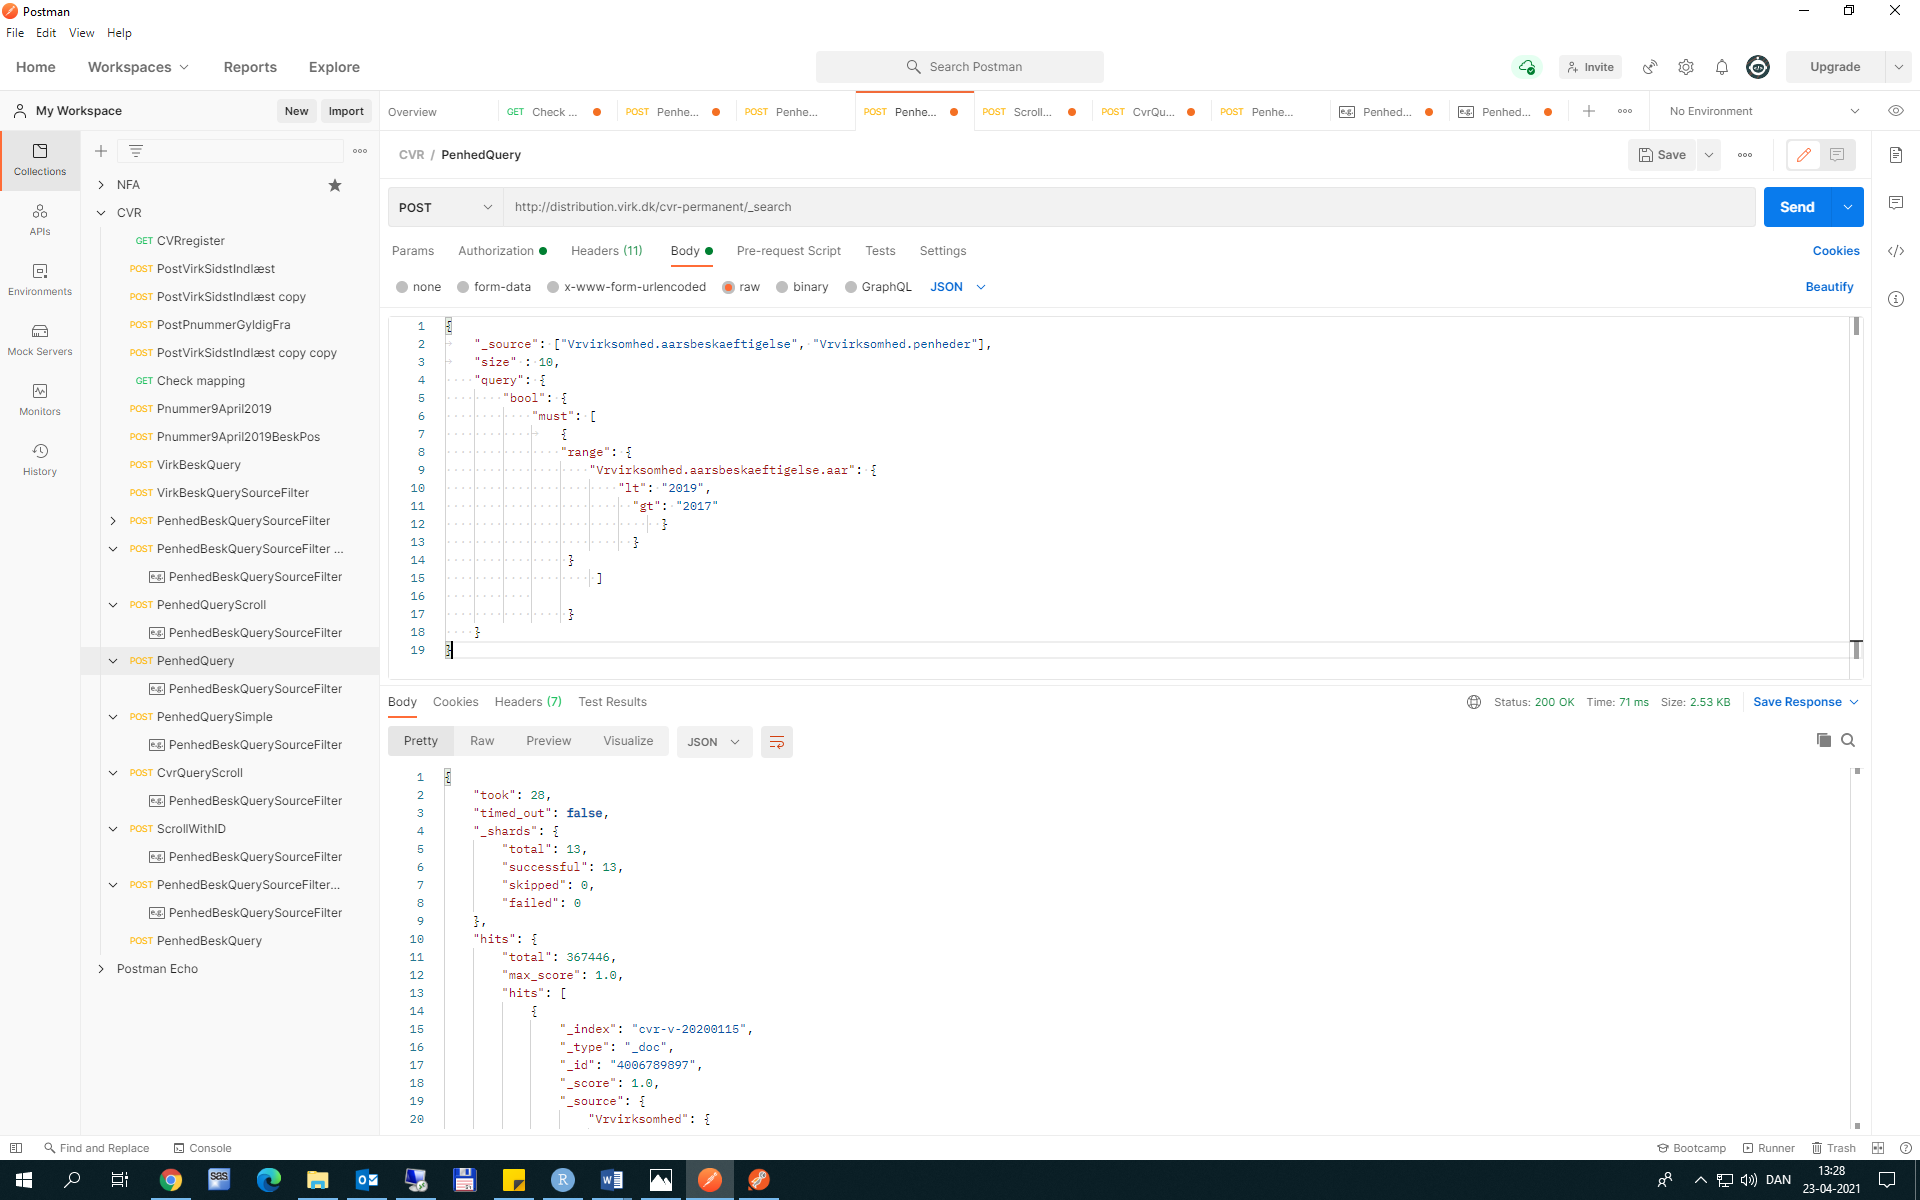 Postman
File Edit View Help
Home Workspaces Reports Explore Search Postman Invite Upgrade
My Workspace New Import
Overview GET Check ... POST Penhe... POST Penhe... POST Penhe... POST Scroll... POST CvrQu... POST Penhe... e.g. Penhed... e.g. Penhed... No Environment
Collections
APIs
Environments
Mock Servers
Monitors
History
NFA
CVR
GET CVRregister
POST PostVirkSidstIndlæst
POST PostVirkSidstIndlæst copy
POST PostPnummerGyldigFra
POST PostVirkSidstIndlæst copy copy
GET Check mapping
POST Pnummer9April2019
POST Pnummer9April2019BeskPos
POST VirkBeskQuery
POST VirkBeskQuerySourceFilter
POST PenhedBeskQuerySourceFilter
POST PenhedBeskQuerySourceFilter ...
e.g. PenhedBeskQuerySourceFilter
POST PenhedQueryScroll
e.g. PenhedBeskQuerySourceFilter
POST PenhedQuery
e.g. PenhedBeskQuerySourceFilter
POST PenhedQuerySimple
e.g. PenhedBeskQuerySourceFilter
POST CvrQueryScroll
e.g. PenhedBeskQuerySourceFilter
POST ScrollWithID
e.g. PenhedBeskQuerySourceFilter
POST PenhedBeskQuerySourceFilter...
e.g. PenhedBeskQuerySourceFilter
POST PenhedBeskQuery
Postman Echo
CVR / PenhedQuery Save
POST http://distribution.virk.dk/cvr-permanent/_search Send
Params Authorization Headers (11) Body Pre-request Script Tests Settings Cookies
none form-data x-www-form-urlencoded raw binary GraphQL JSON Beautify
1 {
2 "_source": ["Vrvirksomhed.aarsbeskaeftigelse", "Vrvirksomhed.penheder"],
3 "size" : 10,
4 "query": {
5 "bool": {
6 "must": [
7 {
8 "range": {
9 "Vrvirksomhed.aarsbeskaeftigelse.aar": {
10 "lt": "2019",
11 "gt": "2017"
12 }
13 }
14 }
15 ]
16
17 }
18 }
19 }
Body Cookies Headers (7) Test Results Status: 200 OK Time: 71 ms Size: 2.53 KB Save Response
Pretty Raw Preview Visualize JSON
1 {
2 "took": 28,
3 "timed_out": false,
4 "_shards": {
5 "total": 13,
6 "successful": 13,
7 "skipped": 0,
8 "failed": 0
9 },
10 "hits": {
11 "total": 367446,
12 "max_score": 1.0,
13 "hits": [
14 {
15 "_index": "cvr-v-20200115",
16 "_type": "_doc",
17 "_id": "4006789897",
18 "_score": 1.0,
19 "_source": {
20 "Vrvirksomhed": {
Find and Replace Console Bootcamp Runner Trash
sas DAN 13:28
23-04-2021